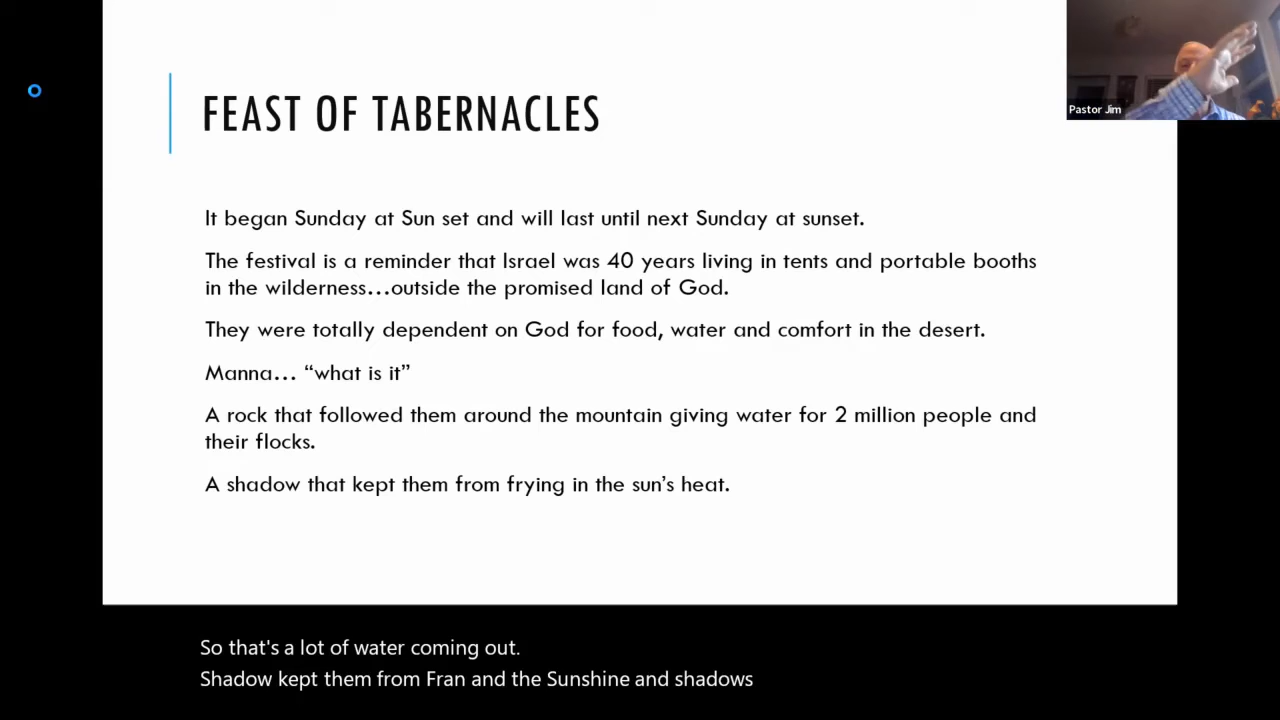 FEAST OF TABERNACLES
Pastor Jim
It began Sunday at Sun set and will last until next Sunday at sunset.
The festival is a reminder that Israel was 40 years living in tents and portable booths
in the wilderness…outside the promised land of God.
They were totally dependent on God for food, water and comfort in the desert.
Manna… “what is it”
A rock that followed them around the mountain giving water for 2 million people and
their flocks.
A shadow that kept them from frying in the sun’s heat.
So that's a lot of water coming out.
Shadow kept them from Fran and the Sunshine and shadows